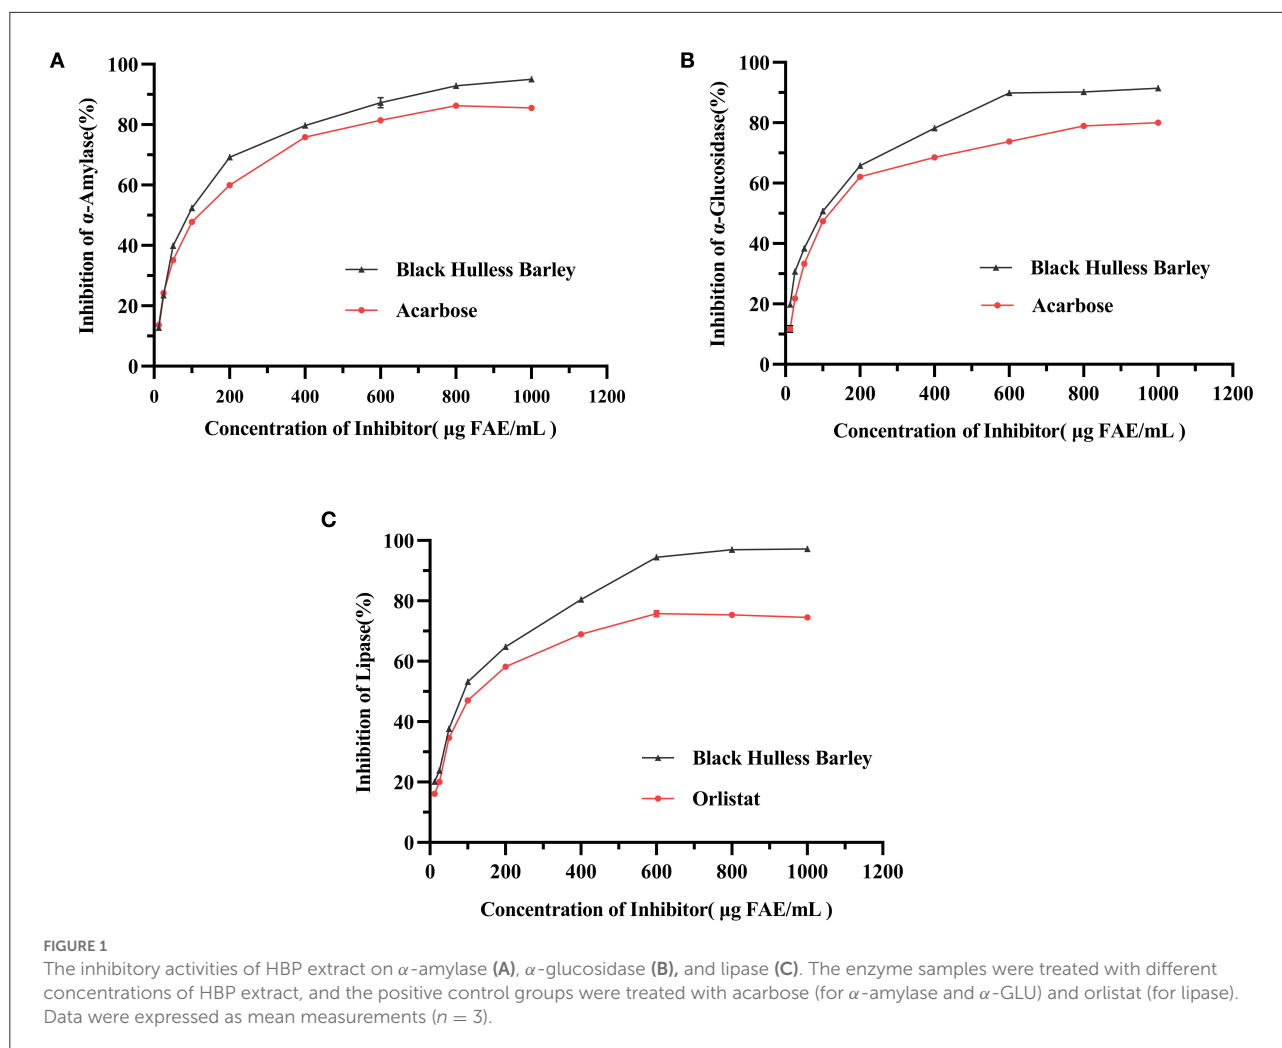 A
100
80
60
40
20
0
Inhibition of α-Amylase(%)
Black Hulless Barley
Acarbose
0 200 400 600 800 1000 1200
Concentration of Inhibitor( μg FAE/mL )
B
100
80
60
40
20
0
Inhibition of α-Glucosidase(%)
Black Hulless Barley
Acarbose
0 200 400 600 800 1000 1200
Concentration of Inhibitor( μg FAE/mL )
C
100
80
60
40
20
0
Inhibition of Lipase(%)
Black Hulless Barley
Orlistat
0 200 400 600 800 1000 1200
Concentration of Inhibitor( μg FAE/mL )
FIGURE 1
The inhibitory activities of HBP extract on α-amylase (A), α-glucosidase (B), and lipase (C). The enzyme samples were treated with different
concentrations of HBP extract, and the positive control groups were treated with acarbose (for α-amylase and α-GLU) and orlistat (for lipase).
Data were expressed as mean measurements (n = 3).